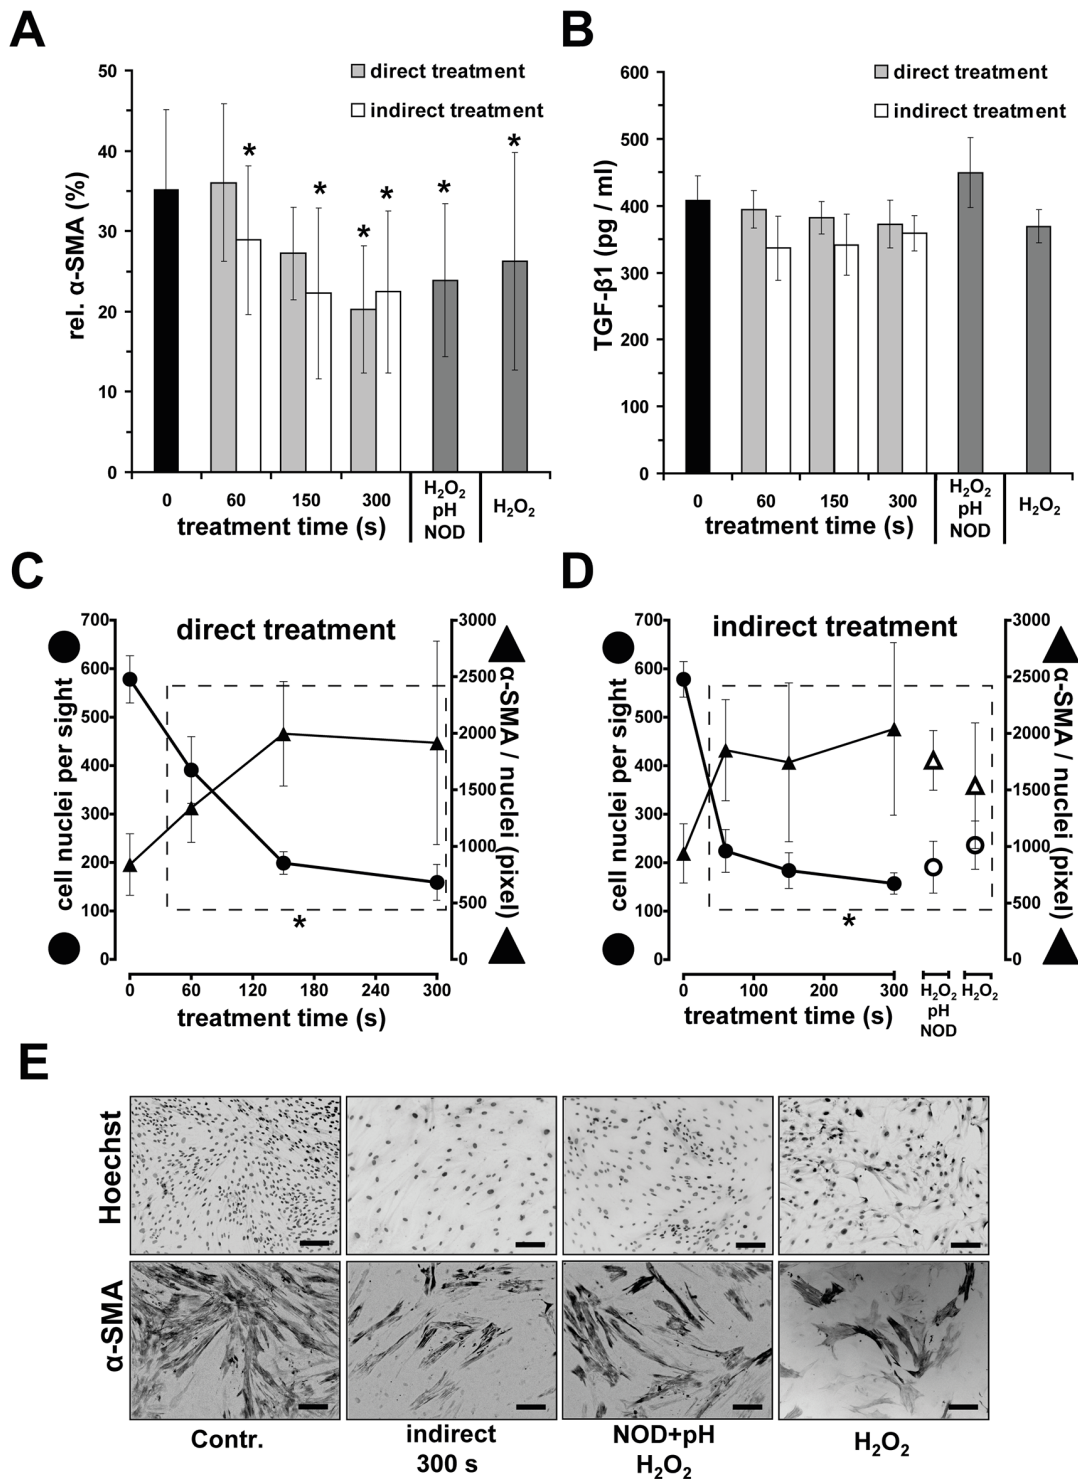 A
50
40
30
20
10
0
rel. α-SMA (%)
direct treatment
indirect treatment
*
*
*
*
*
*
0
60
150
300
treatment time (s)
H₂O₂
pH
NOD
H₂O₂
B
600
500
400
300
200
100
0
TGF-β1 (pg / ml)
direct treatment
indirect treatment
0
60
150
300
treatment time (s)
H₂O₂
pH
NOD
H₂O₂
C
direct treatment
700
600
500
400
300
200
100
0
cell nuclei per sight
3000
2500
2000
1500
1000
500
0
α-SMA / nuclei (pixel)
*
0
60
120
180
240
300
treatment time (s)
D
indirect treatment
700
600
500
400
300
200
100
0
cell nuclei per sight
3000
2500
2000
1500
1000
500
0
α-SMA / nuclei (pixel)
*
0
100
200
300
treatment time (s)
H₂O₂
pH
NOD
H₂O₂
E
Hoechst
α-SMA
Contr.
indirect
300 s
NOD+pH
H₂O₂
H₂O₂